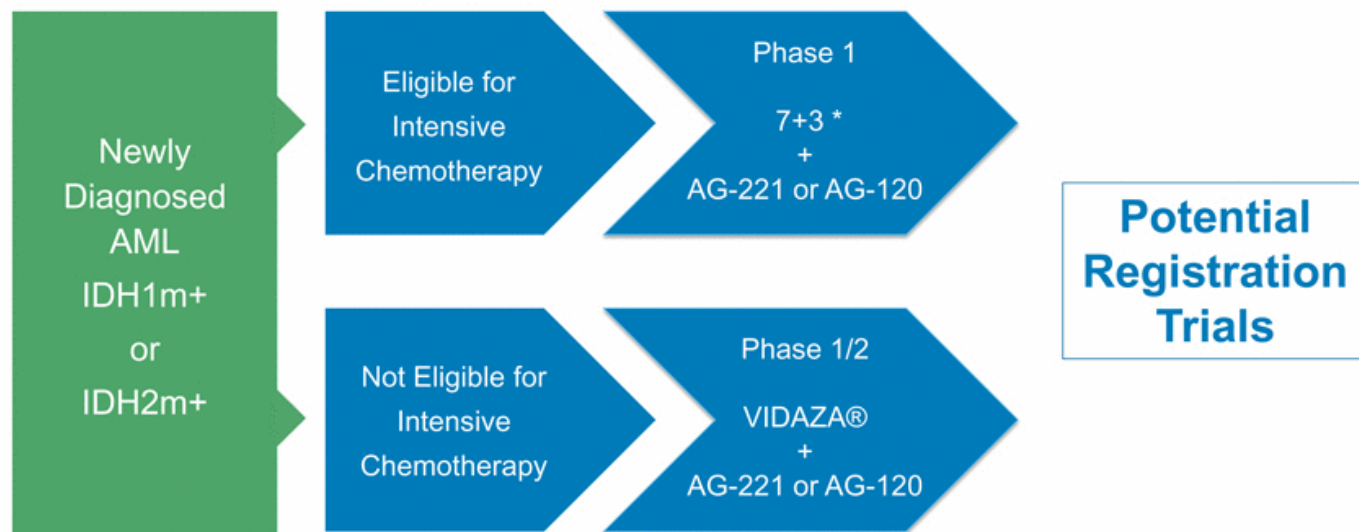 Newly
Diagnosed
AML
IDH1m+
or
IDH2m+
Eligible for
Intensive
Chemotherapy
Phase 1
7+3 *
+
AG-221 or AG-120
Not Eligible for
Intensive
Chemotherapy
Phase 1/2
VIDAZA®
+
AG-221 or AG-120
Potential
Registration
Trials